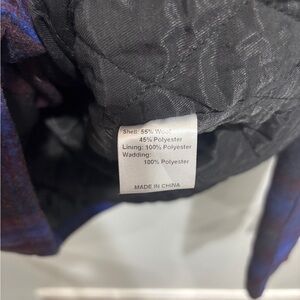 Shell: 55% Wool
45% Polyester
Lining: 100% Polyester
Wadding:
100% Polyester
MADE IN CHINA